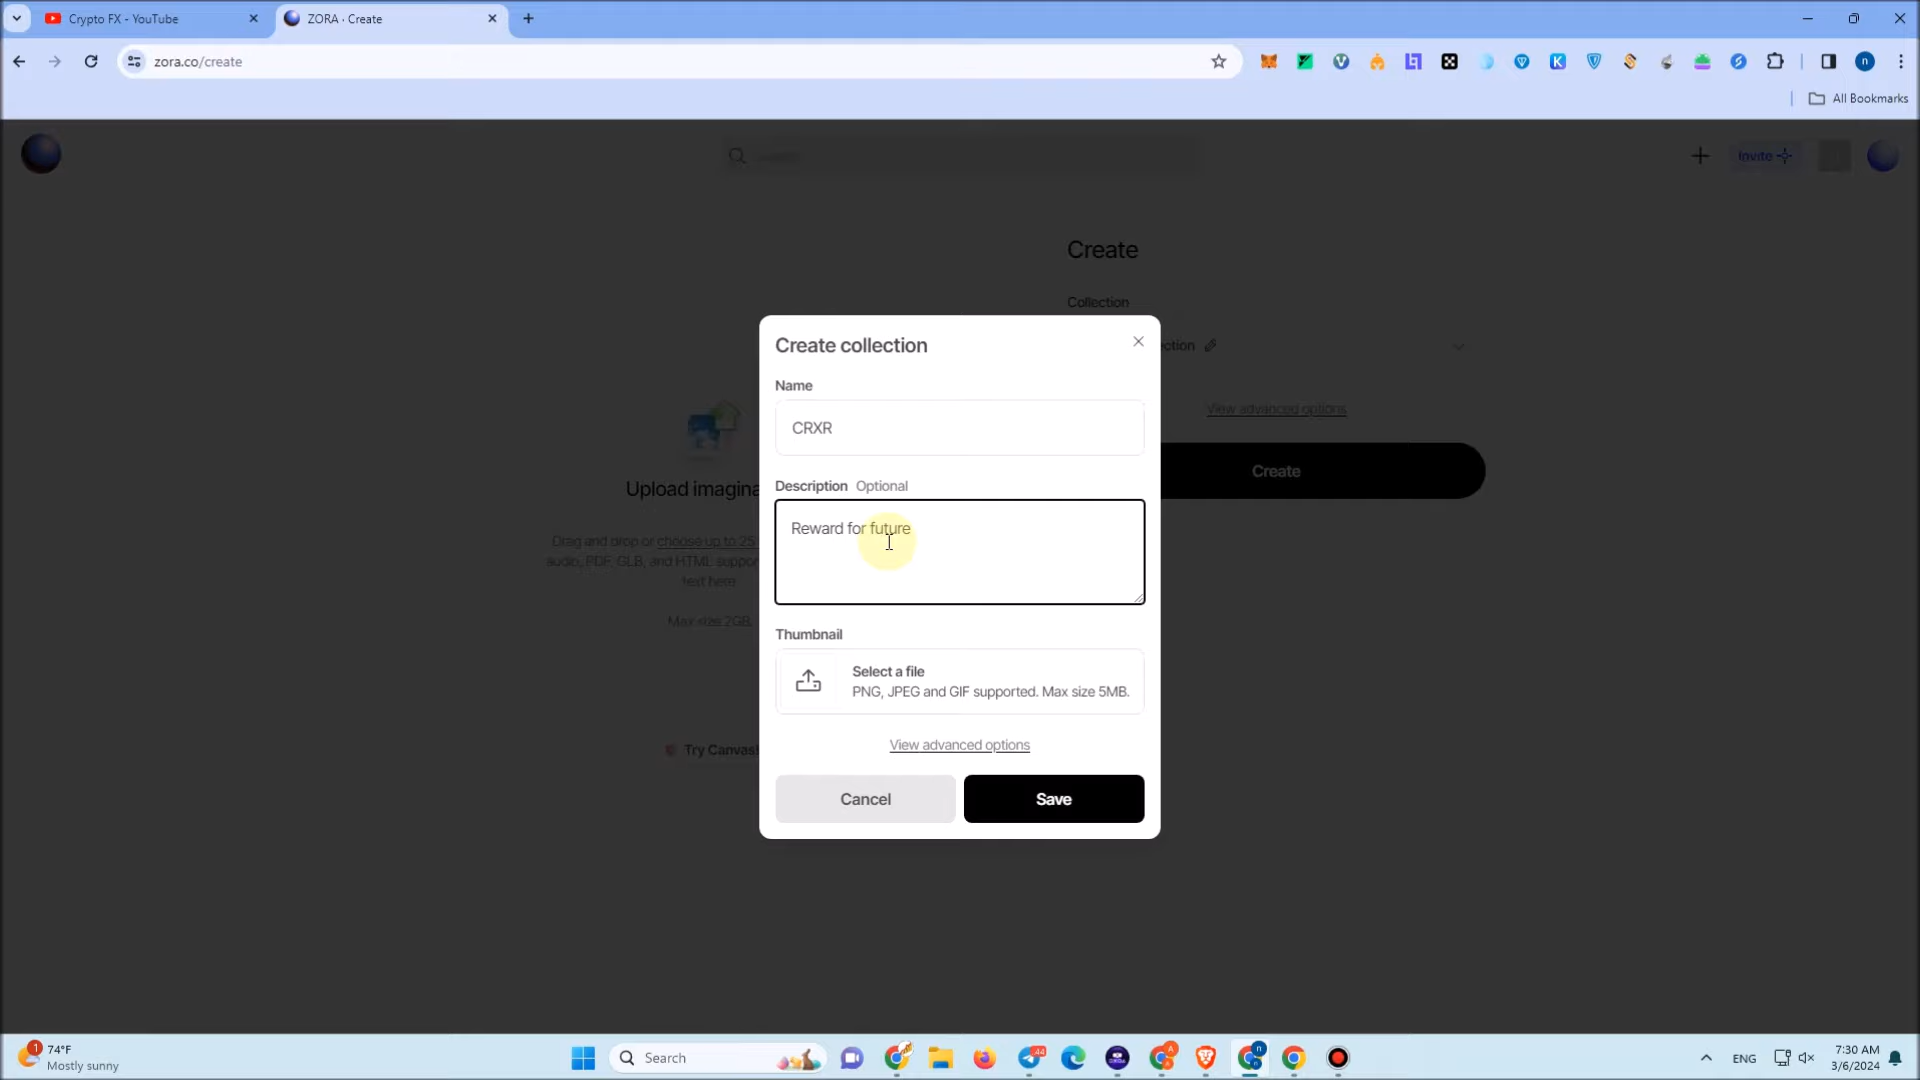 Crypto FX - YouTube
ZORA · Create
zora.co/create
All Bookmarks
Invite
Create
Collection
ction
View advanced options
Create
Upload imagina
Drag and drop or choose up to 25
audio, PDF, GLB, and HTML suppor
text here
Max size 2GB.
Try Canvas!
Create collection
Name
CRXR
Description Optional
Reward for future
Thumbnail
Select a file
PNG, JPEG and GIF supported. Max size 5MB.
View advanced options
Cancel
Save
1
74°F
Mostly sunny
Search
44
A
n
ENG
7:30 AM
3/6/2024